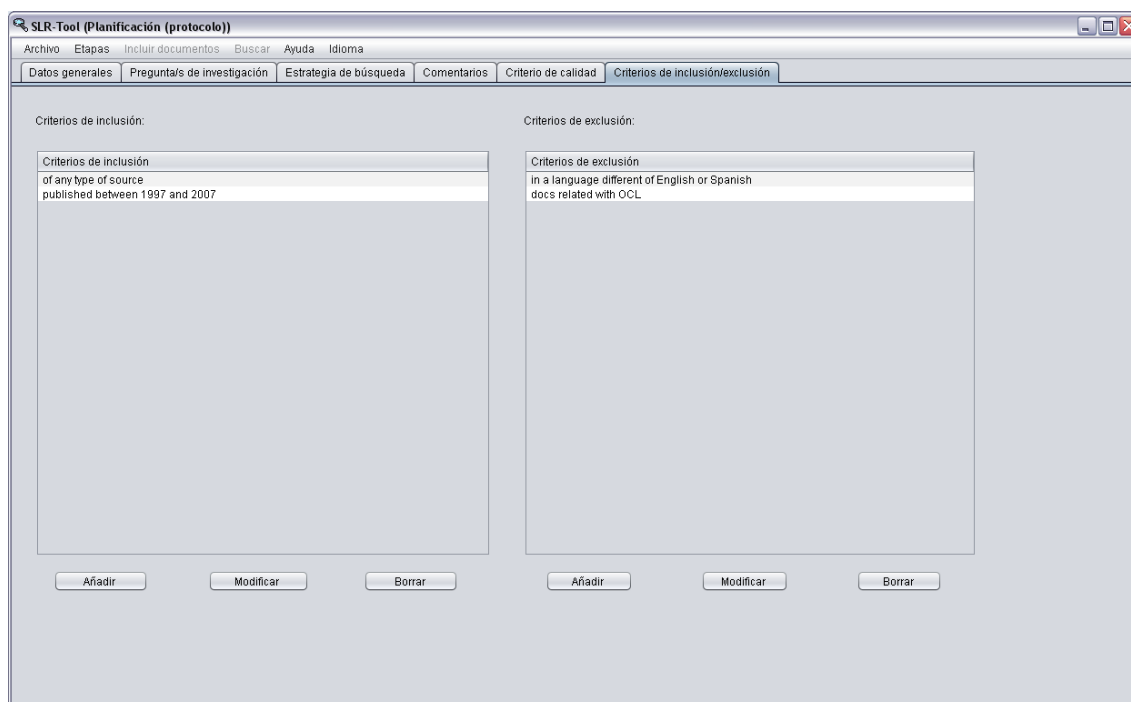 SLR-Tool (Planificación (protocolo))
Archivo Etapas Incluir documentos Buscar Ayuda Idioma
Datos generales Pregunta/s de investigación Estrategia de búsqueda Comentarios Criterio de calidad Criterios de inclusión/exclusión
Criterios de inclusión: Criterios de exclusión:
Criterios de inclusión Criterios de exclusión
of any type of source in a language different of English or Spanish
published between 1997 and 2007 docs related with OCL
Añadir Modificar Borrar Añadir Modificar Borrar